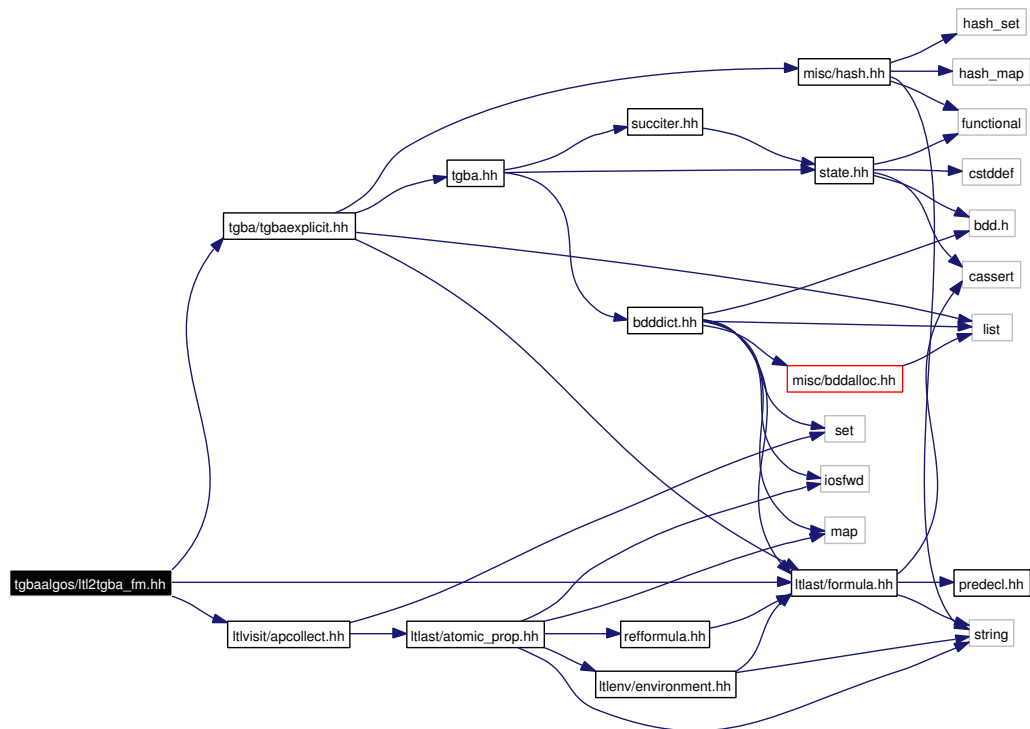 hash_set
misc/hash.hh
hash_map
succiter.hh
functional
tgba.hh
state.hh
cstddef
tgba/tgbaexplicit.hh
bdd.h
cassert
bdddict.hh
list
misc/bddalloc.hh
set
iosfwd
map
tgbaalgos/ltl2tgba_fm.hh
ltlast/formula.hh
predecl.hh
ltlvisit/apcollect.hh
ltlast/atomic_prop.hh
refformula.hh
string
ltlenv/environment.hh